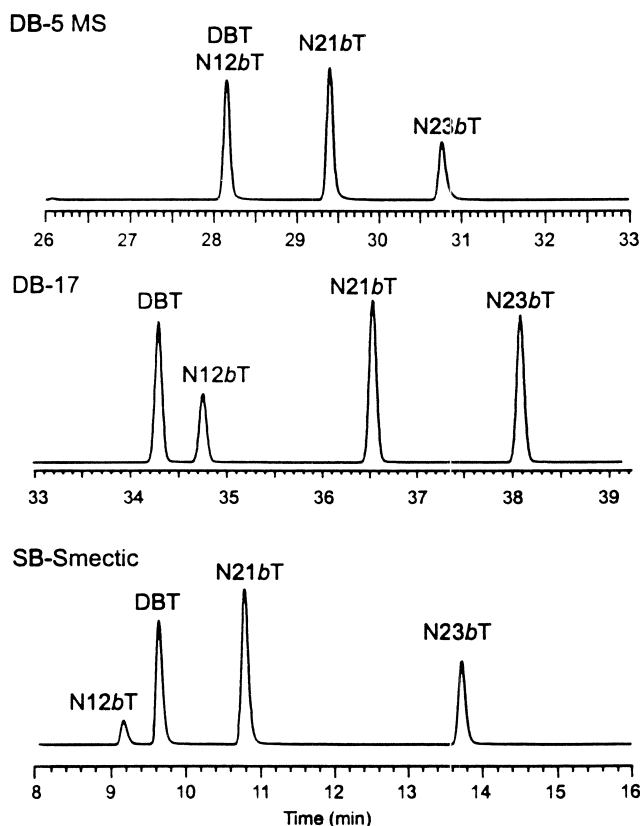 DB-5 MS
DBT
N12bT
N21bT
N23bT
26 27 28 29 30 31 32 33
DB-17
DBT
N12bT
N21bT
N23bT
33 34 35 36 37 38 39
SB-Smectic
N12bT
DBT
N21bT
N23bT
8 9 10 11 12 13 14 15 16
Time (min)